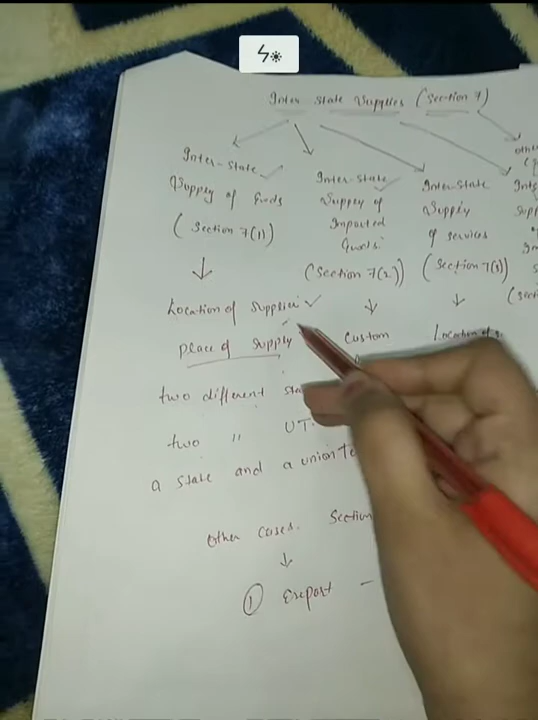 Inter State Supplies (Section 7)
Inter-State
Supply of Goods
(Section 7(1))
Location of Supplier
place of supply
two different
two " UT
a state and a union
Inter-State
Supply of
Imported
Goods
(Section 7(2))
Custom
Inter-State
Supply
of services
(Section 7(3))
Location of
Other cases. Section
① Export -